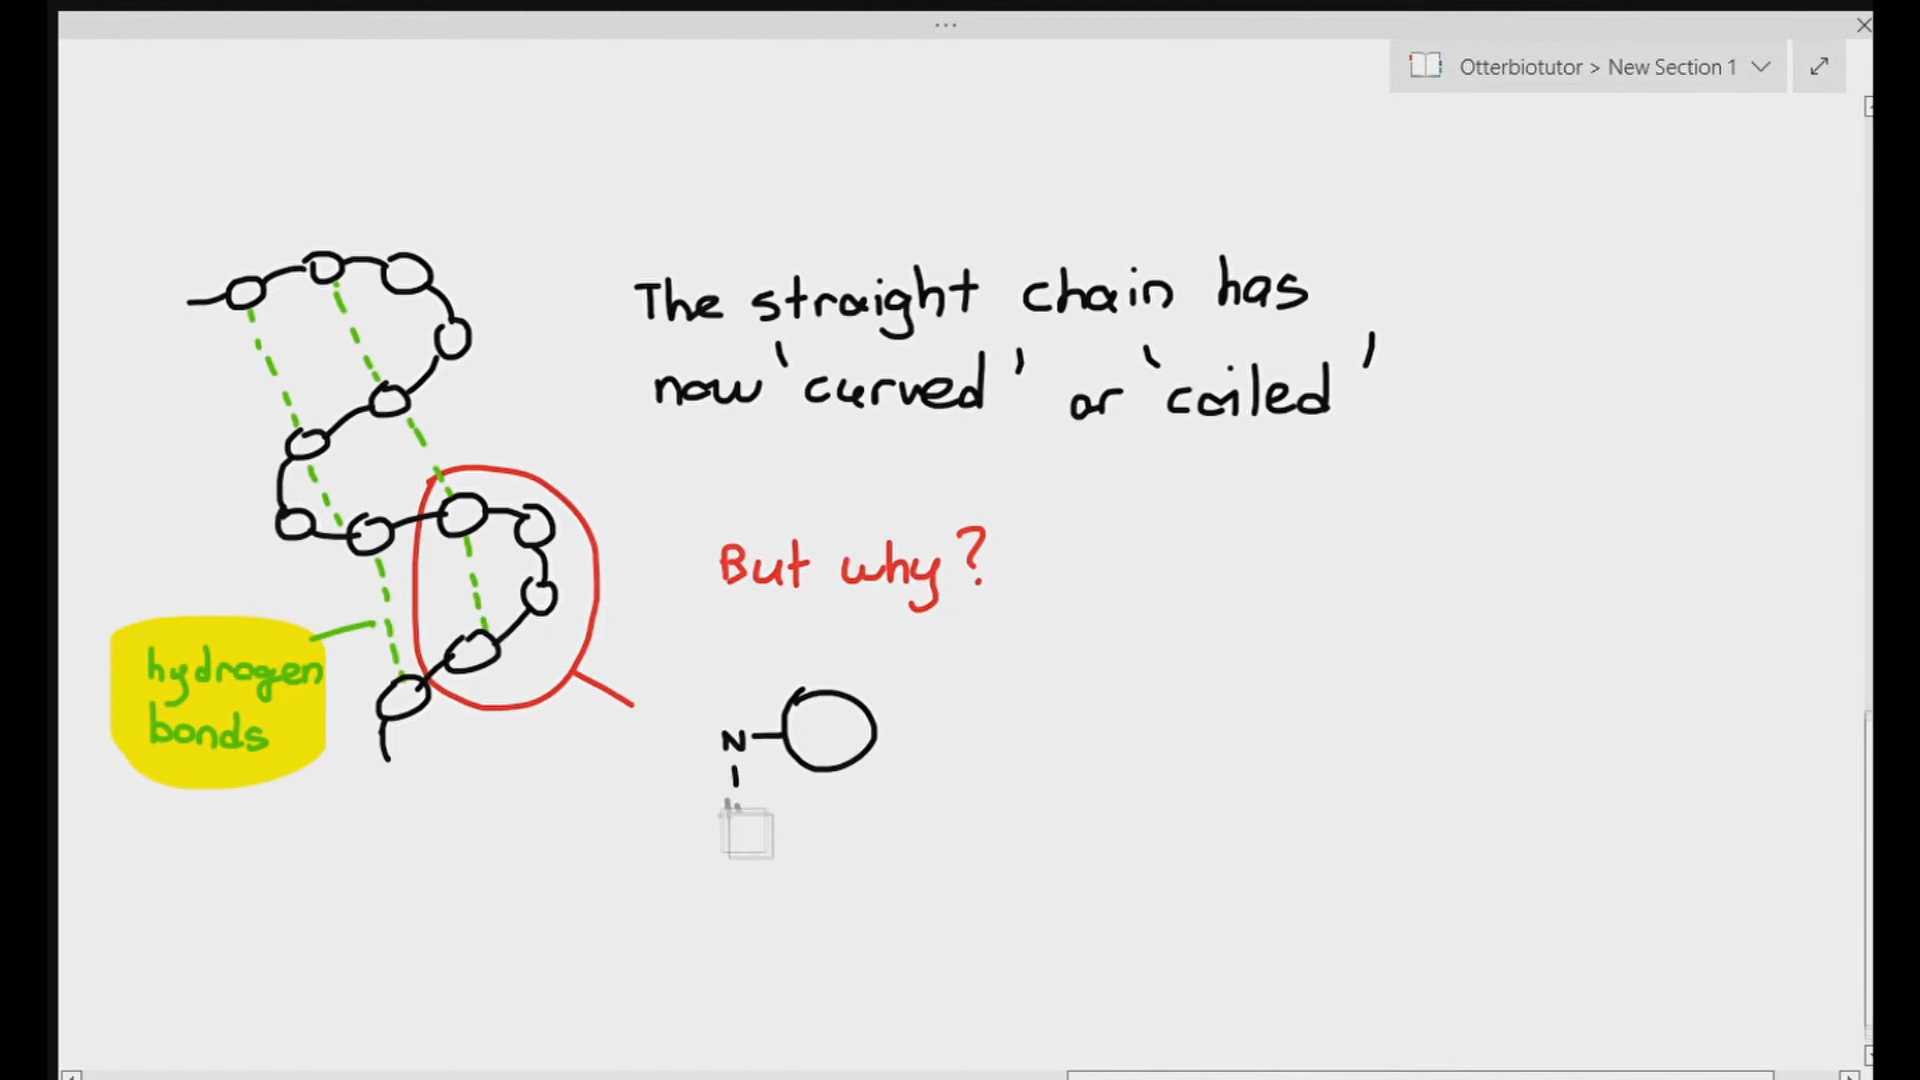 Otterbiotutor > New Section 1
The straight chain has
now 'curved' or 'coiled'
But why?
hydrogen
bonds
N